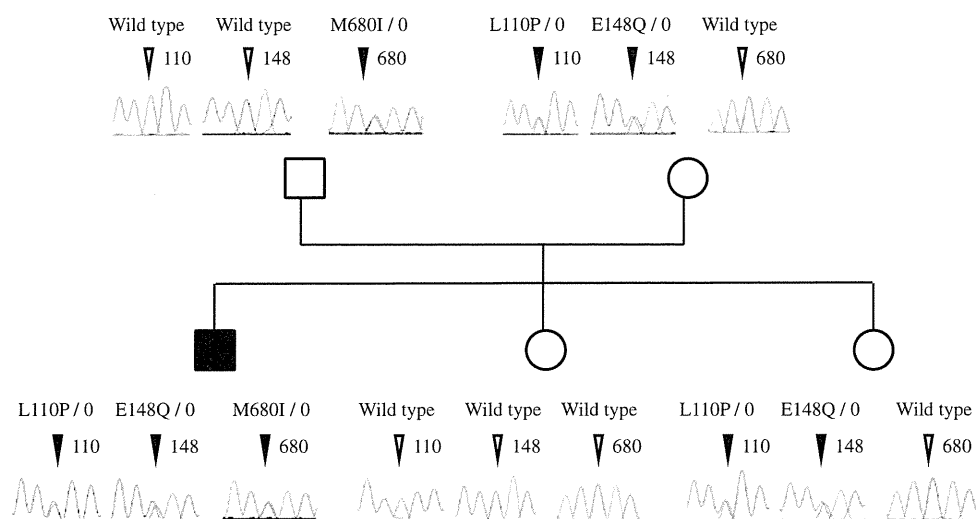 Wild type Wild type M680I / 0 L110P / 0 E148Q / 0 Wild type
110 148 680 110 148 680
L110P / 0 E148Q / 0 M680I / 0 Wild type Wild type Wild type L110P / 0 E148Q / 0 Wild type
110 148 680 110 148 680 110 148 680